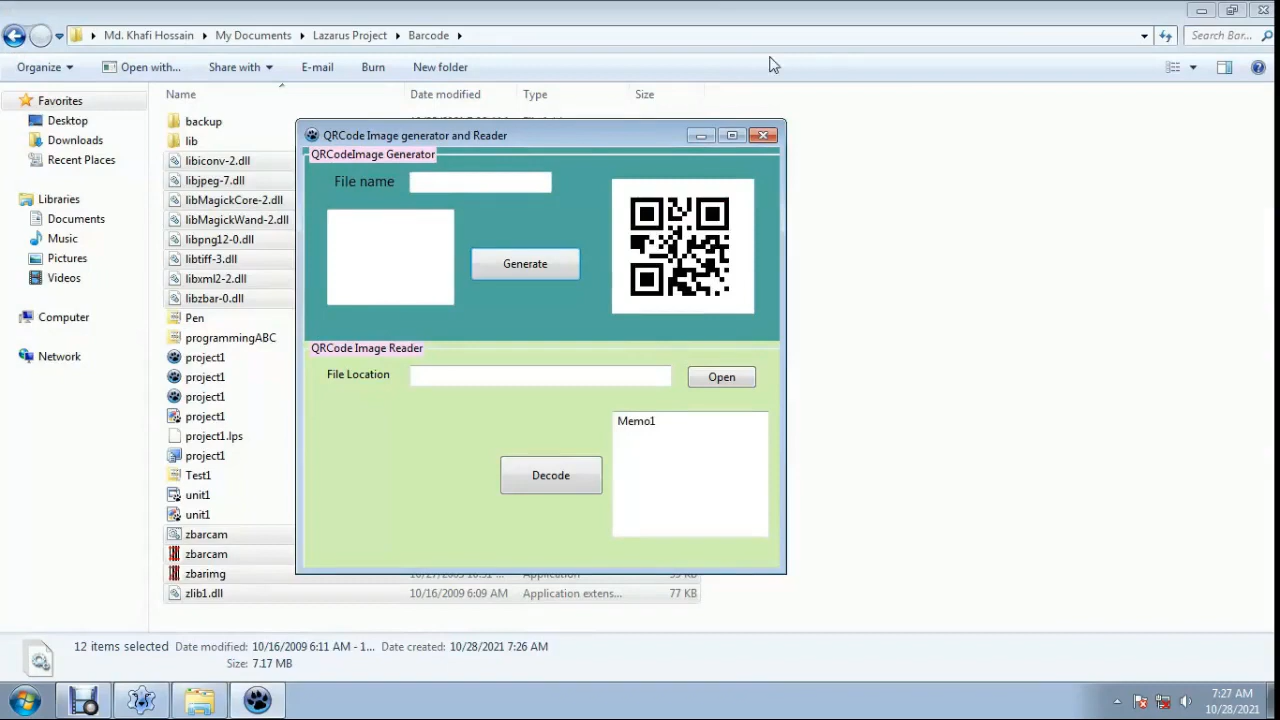 Md. Khafi Hossain
My Documents
Lazarus Project
Barcode
Search Bar...
Organize
Open with...
Share with
E-mail
Burn
New folder
Favorites
Desktop
Downloads
Recent Places
Libraries
Documents
Music
Pictures
Videos
Computer
Network
Name
Date modified
Type
Size
backup
lib
libiconv-2.dll
libjpeg-7.dll
libMagickCore-2.dll
libMagickWand-2.dll
libpng12-0.dll
libtiff-3.dll
libxml2-2.dll
libzbar-0.dll
Pen
programmingABC
project1
project1
project1
project1
project1.lps
project1
Test1
unit1
unit1
zbarcam
zbarcam
zbarimg
Application
zlib1.dll
10/16/2009 6:09 AM
Application extens...
77 KB
QRCode Image generator and Reader
QRCodeImage Generator
File name
Generate
QRCode Image Reader
File Location
Open
Memo1
Decode
12 items selected
Date modified: 10/16/2009 6:11 AM - 1...
Date created: 10/28/2021 7:26 AM
Size: 7.17 MB
7:27 AM
10/28/2021